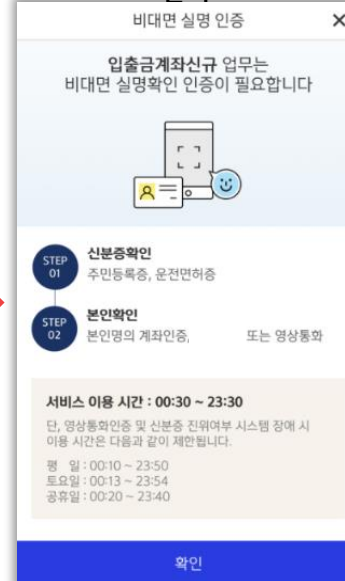 비대면 실명 인증
입출금계좌신규 업무는
비대면 실명확인 인증이 필요합니다
STEP 01
신분증확인
주민등록증, 운전면허증
STEP 02
본인확인
본인명의 계좌인증, 또는 영상통화
서비스 이용 시간 : 00:30 ~ 23:30
단, 영상통화인증 및 신분증 진위여부 시스템 장애 시
이용 시간은 다음과 같이 제한됩니다.
평 일 : 00:10 ~ 23:50
토요일 : 00:13 ~ 23:54
공휴일 : 00:20 ~ 23:40
확인